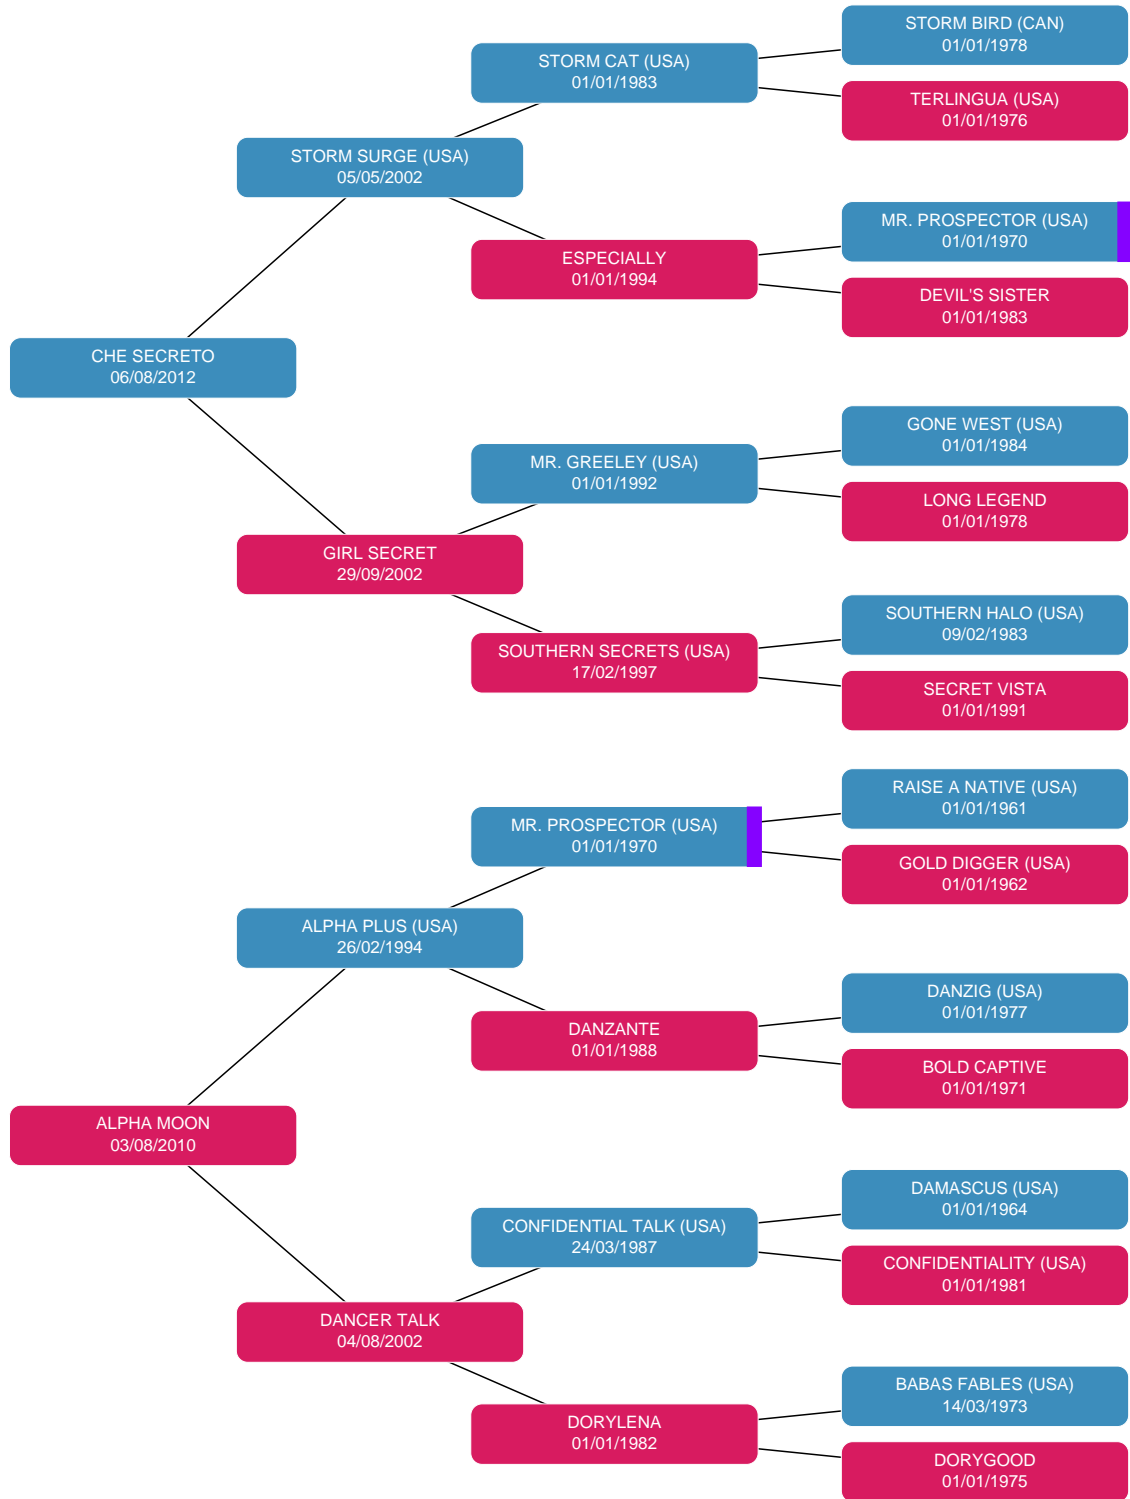 STORM BIRD (CAN)
01/01/1978
STORM CAT (USA)
01/01/1983
TERLINGUA (USA)
01/01/1976
STORM SURGE (USA)
05/05/2002
MR. PROSPECTOR (USA)
01/01/1970
ESPECIALLY
01/01/1994
DEVIL'S SISTER
01/01/1983
CHE SECRETO
06/08/2012
GONE WEST (USA)
01/01/1984
MR. GREELEY (USA)
01/01/1992
LONG LEGEND
01/01/1978
GIRL SECRET
29/09/2002
SOUTHERN HALO (USA)
09/02/1983
SOUTHERN SECRETS (USA)
17/02/1997
SECRET VISTA
01/01/1991
RAISE A NATIVE (USA)
01/01/1961
MR. PROSPECTOR (USA)
01/01/1970
GOLD DIGGER (USA)
01/01/1962
ALPHA PLUS (USA)
26/02/1994
DANZIG (USA)
01/01/1977
DANZANTE
01/01/1988
BOLD CAPTIVE
01/01/1971
ALPHA MOON
03/08/2010
DAMASCUS (USA)
01/01/1964
CONFIDENTIAL TALK (USA)
24/03/1987
CONFIDENTIALITY (USA)
01/01/1981
DANCER TALK
04/08/2002
BABAS FABLES (USA)
14/03/1973
DORYLENA
01/01/1982
DORYGOOD
01/01/1975